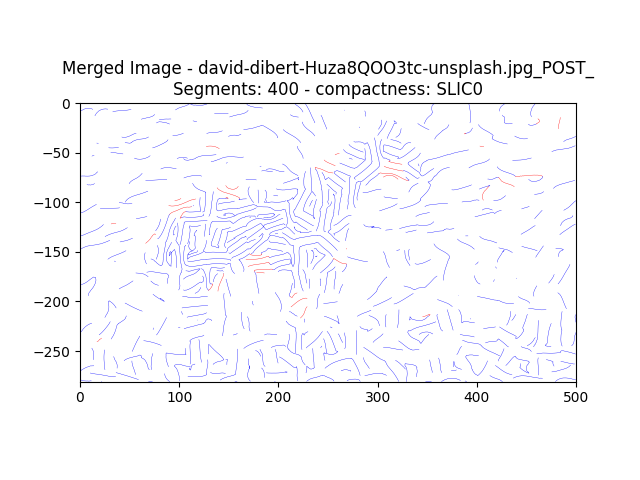 Merged Image - david-dibert-Huza8QOO3tc-unsplash.jpg_POST_
Segments: 400 - compactness: SLIC0
0
−50
−100
−150
−200
−250
0 100 200 300 400 500